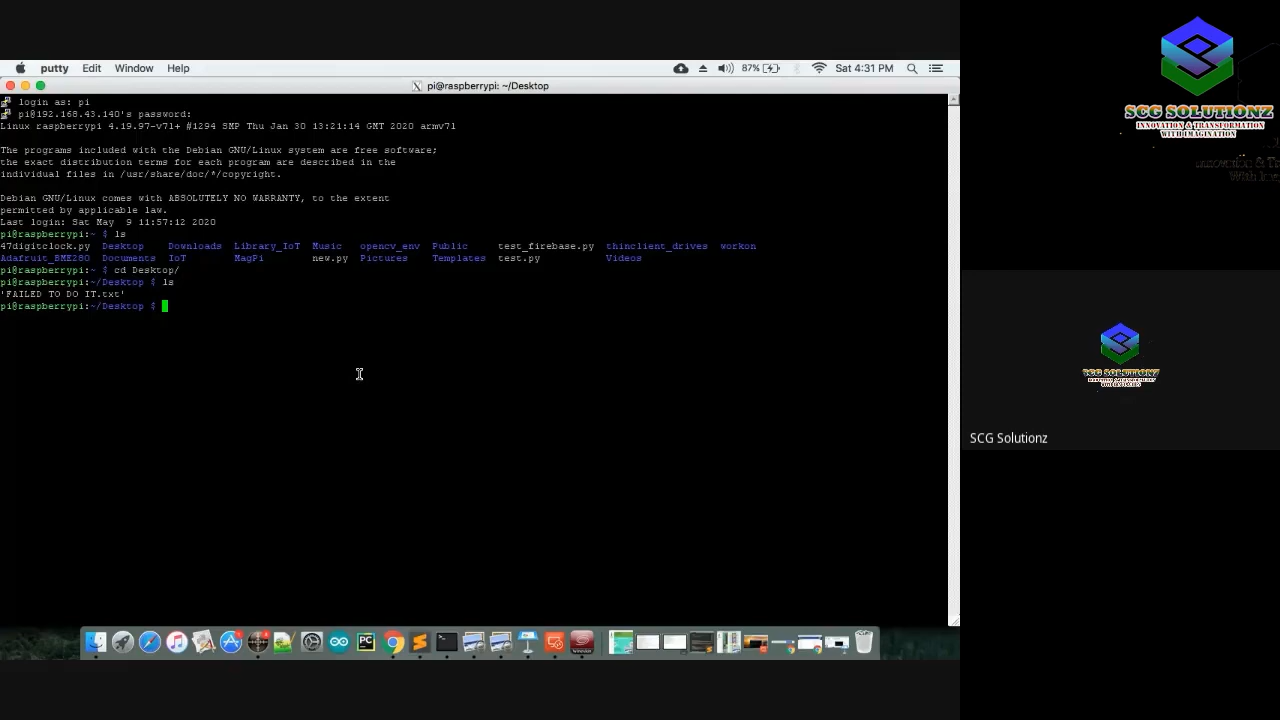 putty Edit Window Help 87% Sat 4:31 PM
pi@raspberrypi: ~/Desktop
login as: pi
pi@192.168.43.140's password:
Linux raspberrypi 4.19.97-v7l+ #1294 SMP Thu Jan 30 13:21:14 GMT 2020 armv7l
The programs included with the Debian GNU/Linux system are free software;
the exact distribution terms for each program are described in the
individual files in /usr/share/doc/*/copyright.
Debian GNU/Linux comes with ABSOLUTELY NO WARRANTY, to the extent
permitted by applicable law.
Last login: Sat May  9 11:57:12 2020
pi@raspberrypi:~ $ ls
47digitclock.py Desktop Downloads Library_IoT Music opencv_env Public test_firebase.py thinclient_drives workon
Adafruit_BME280 Documents IoT MagPi new.py Pictures Templates test.py Videos
pi@raspberrypi:~ $ cd Desktop/
pi@raspberrypi:~/Desktop $ ls
'FAILED TO DO IT.txt'
pi@raspberrypi:~/Desktop $
SCG SOLUTIONZ
INNOVATION & TRANSFORMATION
WITH IMAGINATION
SCG SOLUTIONZ
SCG Solutionz